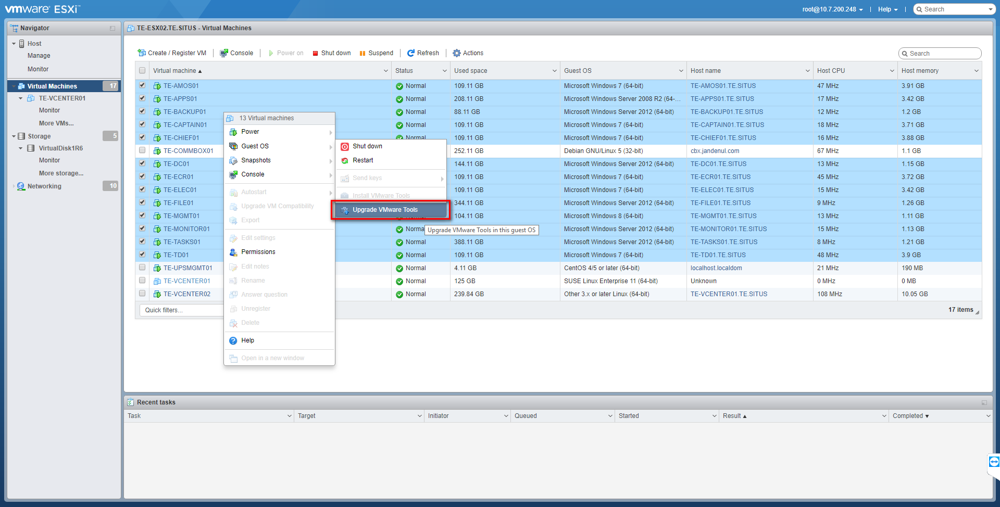 vmware ESXi™
root@10.7.200.248 | Help | Search
Navigator
Host
Manage
Monitor
Virtual Machines 17
TE-VCENTER01
Monitor
More VMs...
Storage 5
VirtualDisk1R6
Monitor
More storage...
Networking 10
TE-ESX02.TE.SITUS - Virtual Machines
Create / Register VM | Console | Power on Shut down Suspend | Refresh | Actions Search
Virtual machine Status Used space Guest OS Host name Host CPU Host memory
TE-AMOS01 Normal 109.11 GB Microsoft Windows 7 (64-bit) TE-AMOS01.TE.SITUS 47 MHz 3.91 GB
TE-APPS01 Normal 208.11 GB Microsoft Windows Server 2008 R2 (64-... TE-APPS01.TE.SITUS 17 MHz 3.42 GB
TE-BACKUP01 Normal 88.11 GB Microsoft Windows Server 2012 (64-bit) TE-BACKUP01.TE.SITUS 12 MHz 1.2 GB
TE-CAPTAIN01 Normal 109.11 GB Microsoft Windows 7 (64-bit) TE-CAPTAIN01.TE.SITUS 18 MHz 3.71 GB
TE-CHIEF01 Normal 109.11 GB Microsoft Windows 7 (64-bit) TE-CHIEF01.TE.SITUS 16 MHz 3.88 GB
TE-COMMBOX01 252.11 GB Debian GNU/Linux 5 (32-bit) cbx.jandenul.com 67 MHz 1.1 GB
TE-DC01 144.11 GB Microsoft Windows Server 2012 (64-bit) TE-DC01.TE.SITUS 13 MHz 1.15 GB
TE-ECR01 109.11 GB Microsoft Windows 7 (64-bit) TE-ECR01.TE.SITUS 45 MHz 3.72 GB
TE-ELEC01 109.11 GB Microsoft Windows 7 (64-bit) TE-ELEC01.TE.SITUS 15 MHz 3.42 GB
TE-FILE01 344.11 GB Microsoft Windows Server 2012 (64-bit) TE-FILE01.TE.SITUS 9 MHz 1.26 GB
TE-MGMT01 Normal 104.11 GB Microsoft Windows 8 (64-bit) TE-MGMT01.TE.SITUS 13 MHz 1.11 GB
TE-MONITOR01 Norma Microsoft Windows Server 2012 (64-bit) TE-MONITOR01.TE.SITUS 15 MHz 1.13 GB
TE-TASKS01 Normal 388.11 GB Microsoft Windows Server 2012 (64-bit) TE-TASKS01.TE.SITUS 8 MHz 1.21 GB
TE-TD01 Normal 109.11 GB Microsoft Windows 7 (64-bit) TE-TD01.TE.SITUS 48 MHz 3.9 GB
TE-UPSMGMT01 Normal 4.11 GB CentOS 4/5 or later (64-bit) localhost.localdom 21 MHz 190 MB
TE-VCENTER01 Normal 125 GB SUSE Linux Enterprise 11 (64-bit) Unknown 0 MHz 0 MB
TE-VCENTER02 Normal 239.84 GB Other 3.x or later Linux (64-bit) TE-VCENTER01.TE.SITUS 108 MHz 10.05 GB
Quick filters... 17 items
13 Virtual machines
Power
Guest OS
Snapshots
Console
Autostart
Upgrade VM Compatibility
Export
Edit settings
Permissions
Edit notes
Rename
Answer question
Unregister
Delete
Help
Open in a new window
Shut down
Restart
Send keys
Install VMware Tools
Upgrade VMware Tools
Upgrade VMware Tools in this guest OS
Recent tasks
Task Target Initiator Queued Started Result Completed